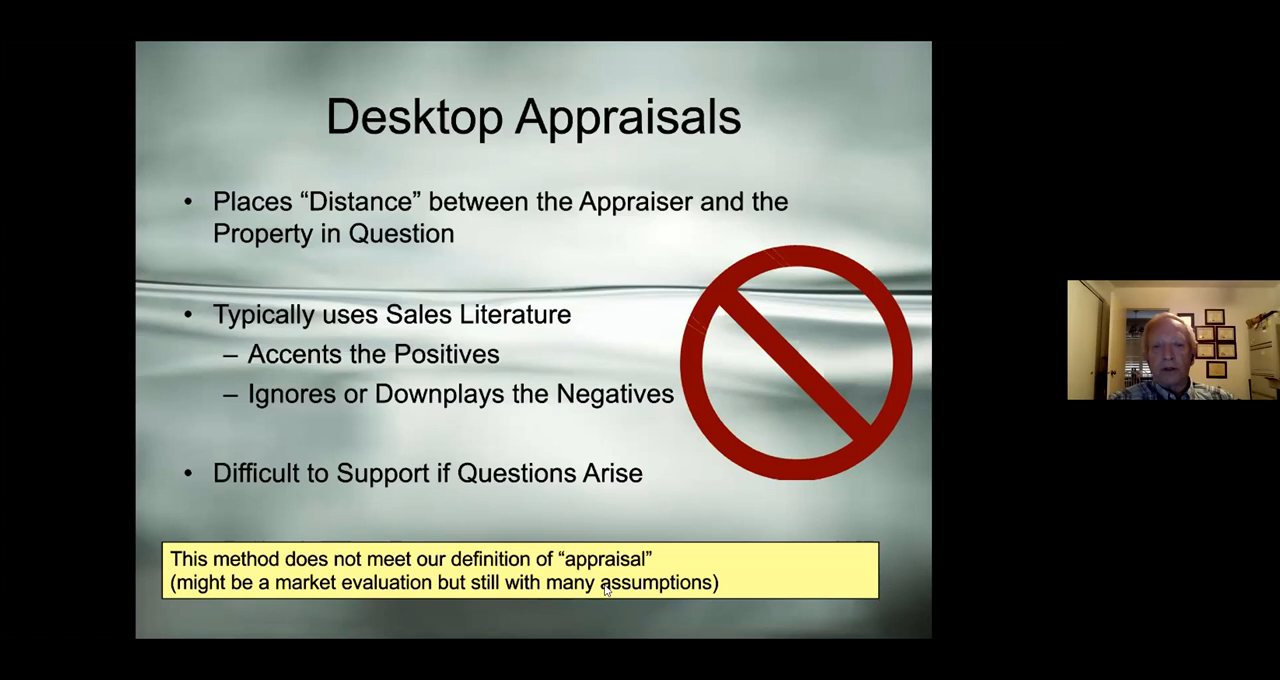 Desktop Appraisals
• Places “Distance” between the Appraiser and the
Property in Question
• Typically uses Sales Literature
– Accents the Positives
– Ignores or Downplays the Negatives
• Difficult to Support if Questions Arise
This method does not meet our definition of “appraisal”
(might be a market evaluation but still with many assumptions)